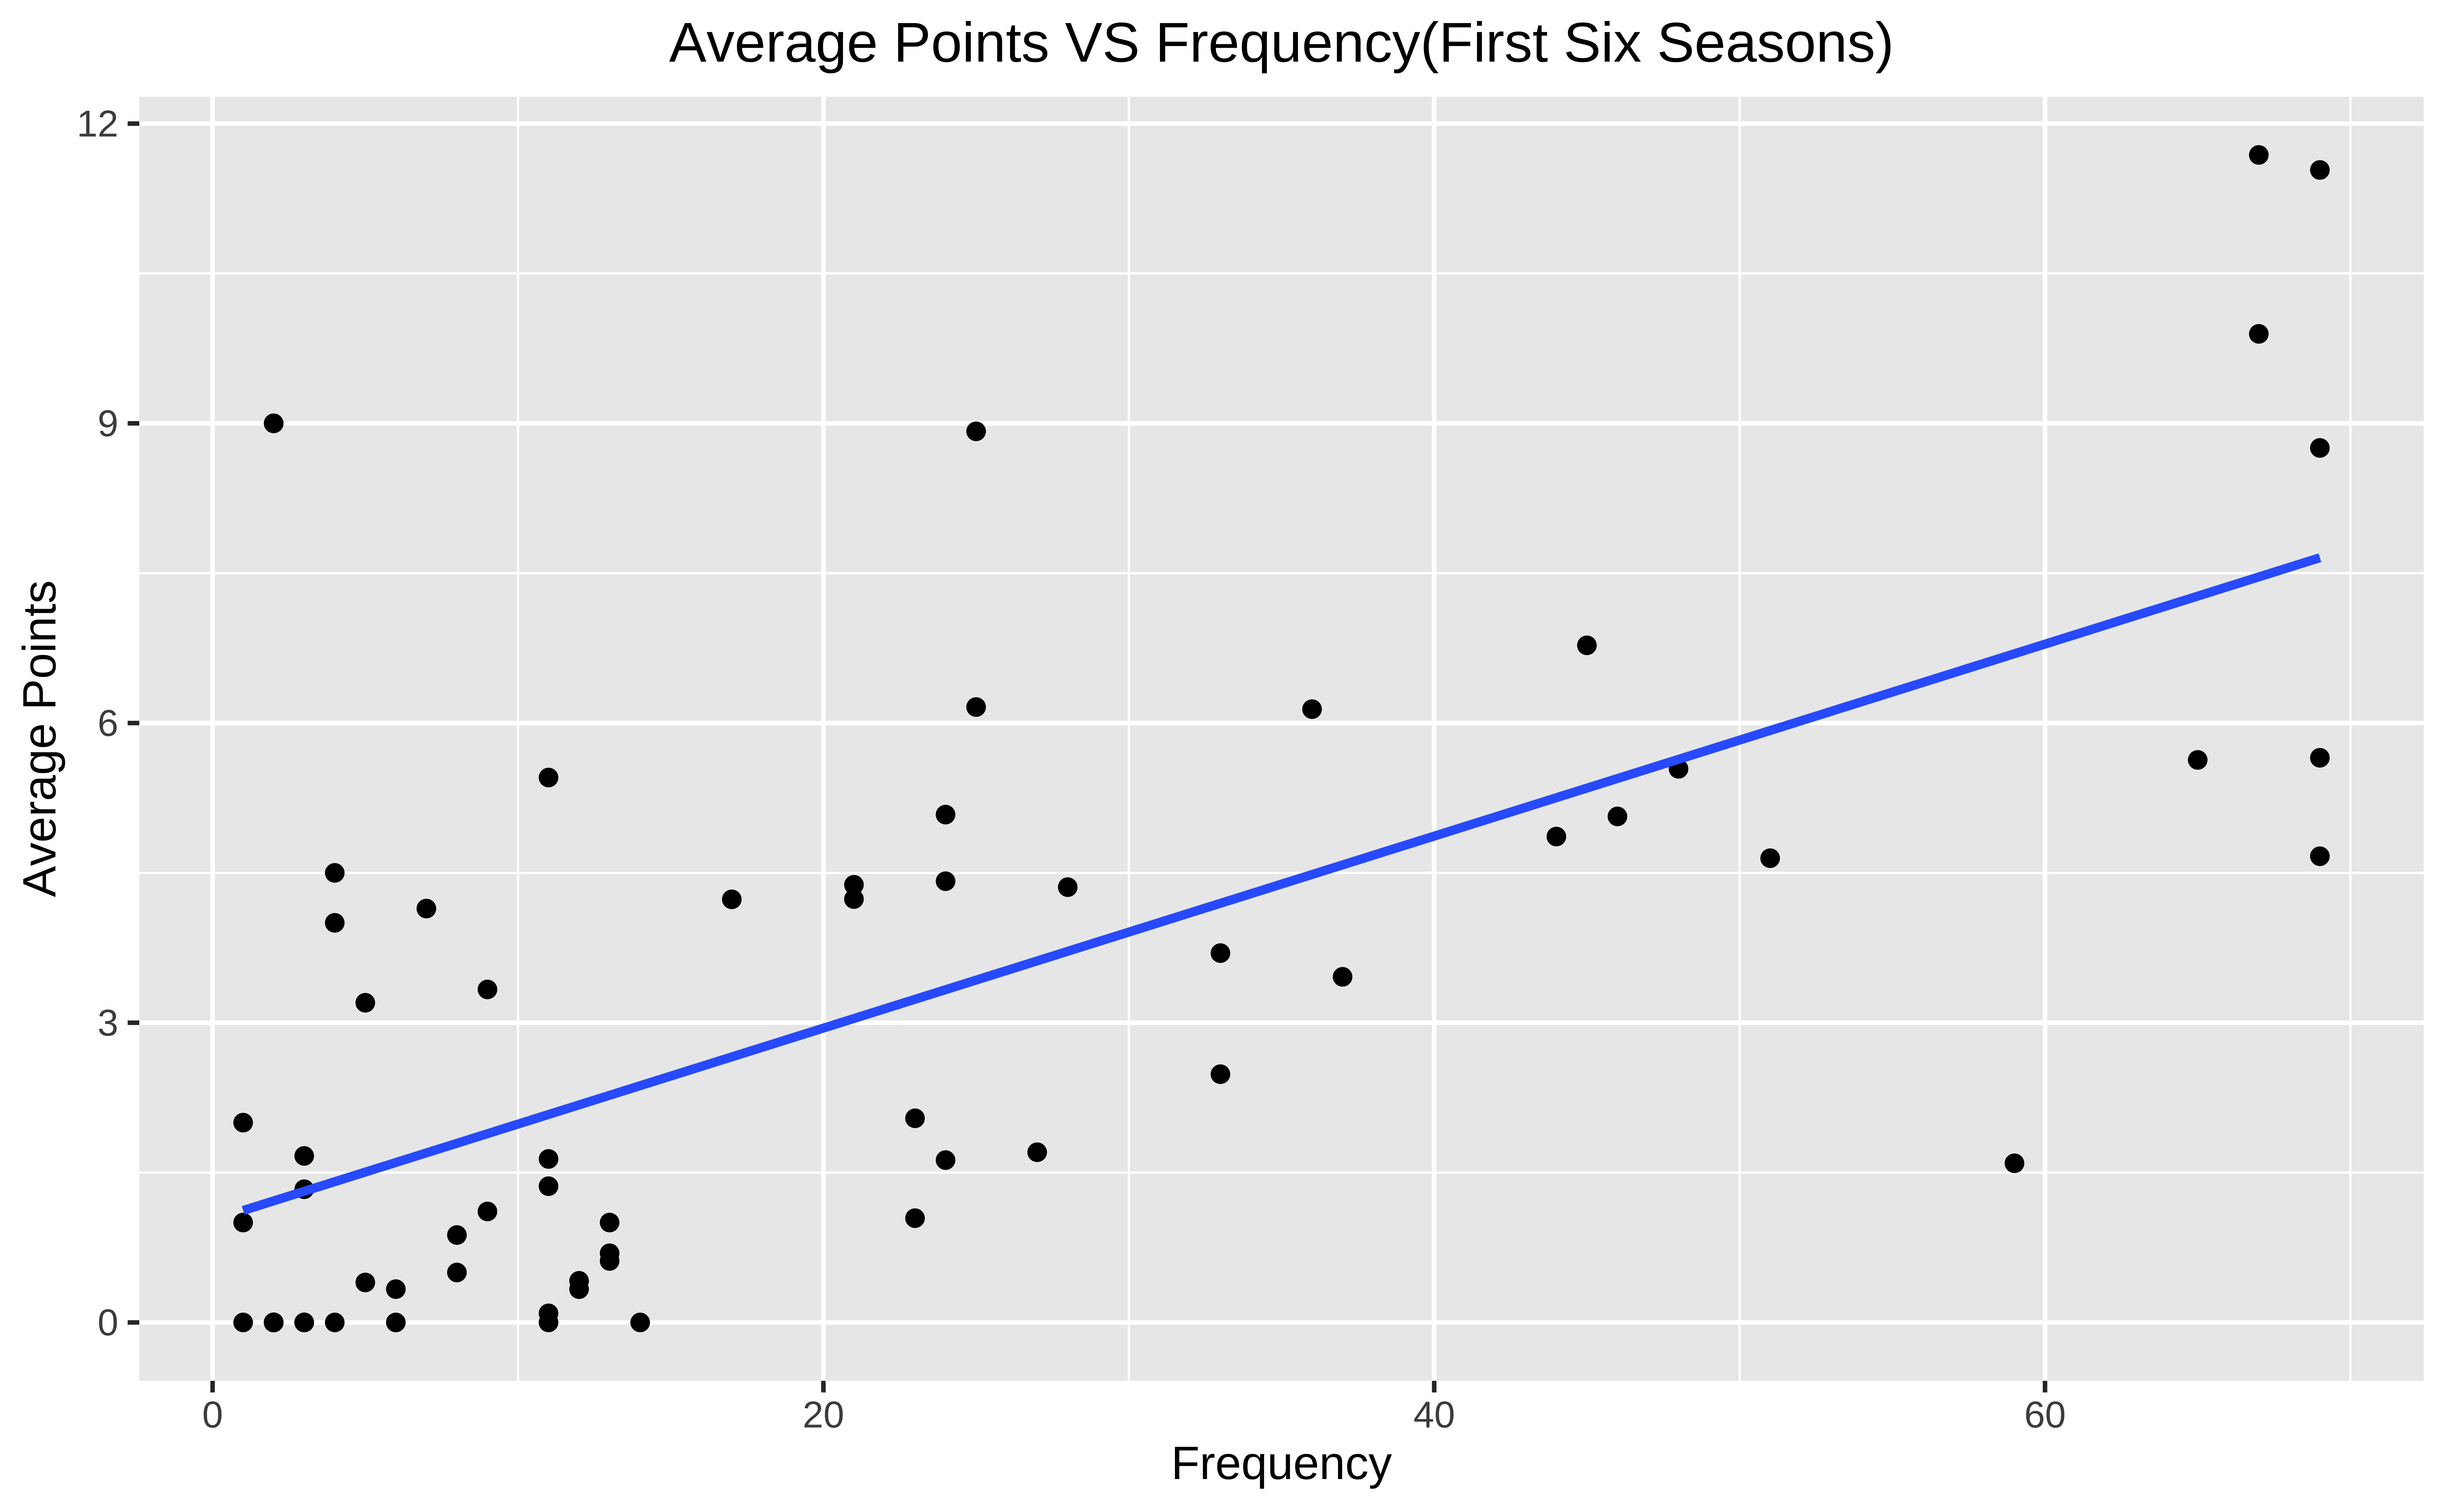 Average Points VS Frequency(First Six Seasons)
12
9
6
3
0
Average Points
0 20 40 60
Frequency